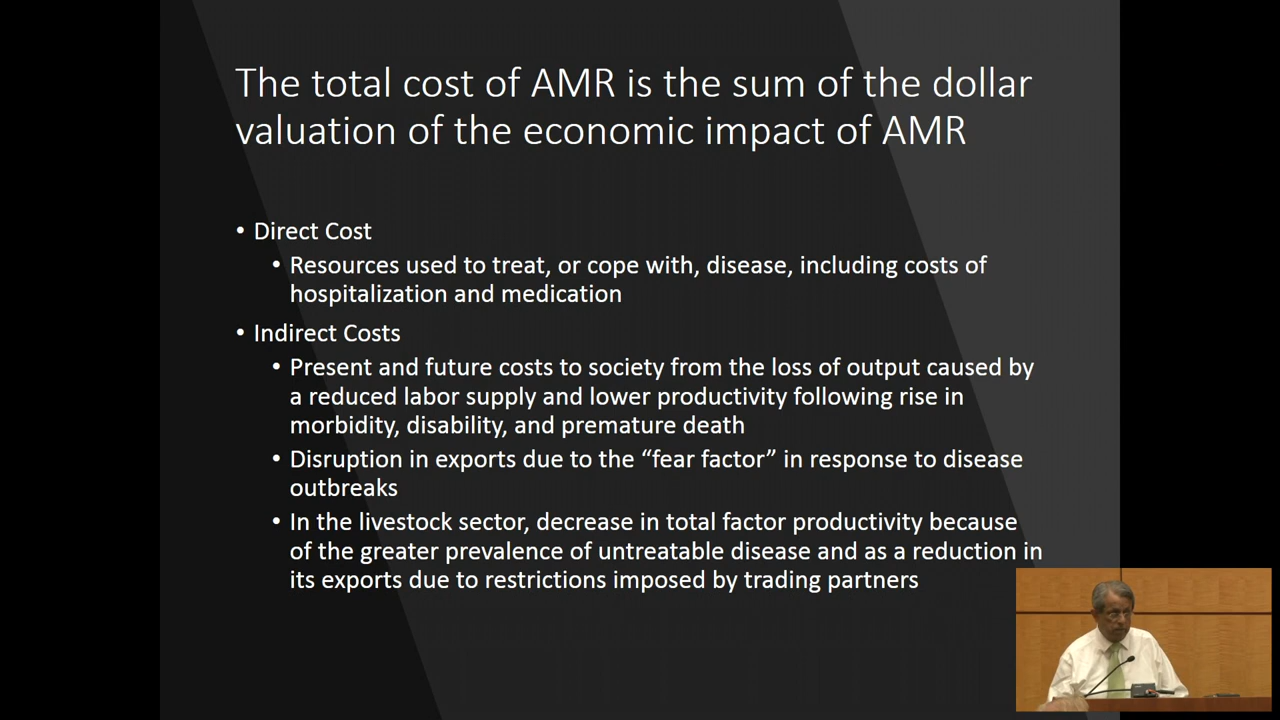 The total cost of AMR is the sum of the dollar
valuation of the economic impact of AMR
• Direct Cost
• Resources used to treat, or cope with, disease, including costs of
hospitalization and medication
• Indirect Costs
• Present and future costs to society from the loss of output caused by
a reduced labor supply and lower productivity following rise in
morbidity, disability, and premature death
• Disruption in exports due to the “fear factor” in response to disease
outbreaks
• In the livestock sector, decrease in total factor productivity because
of the greater prevalence of untreatable disease and as a reduction in
its exports due to restrictions imposed by trading partners